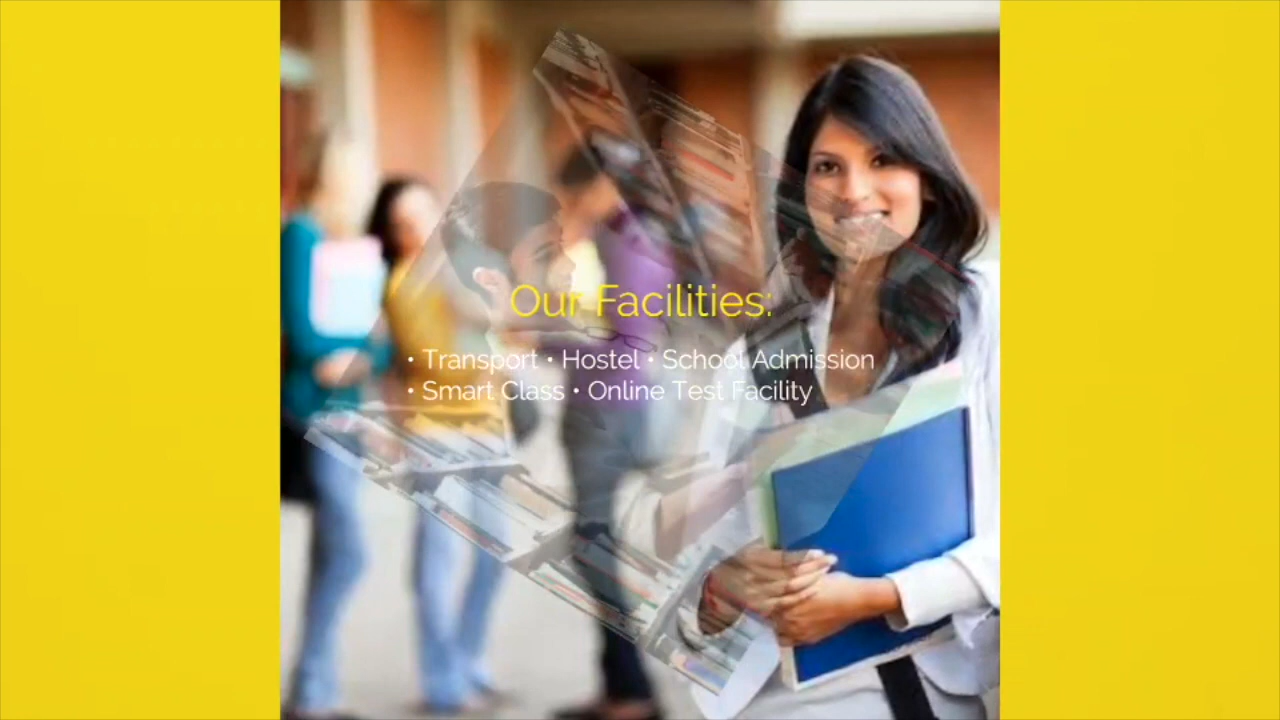 Our Facilities:
• Transport • Hostel • School Admission
• Smart Class • Online Test Facility